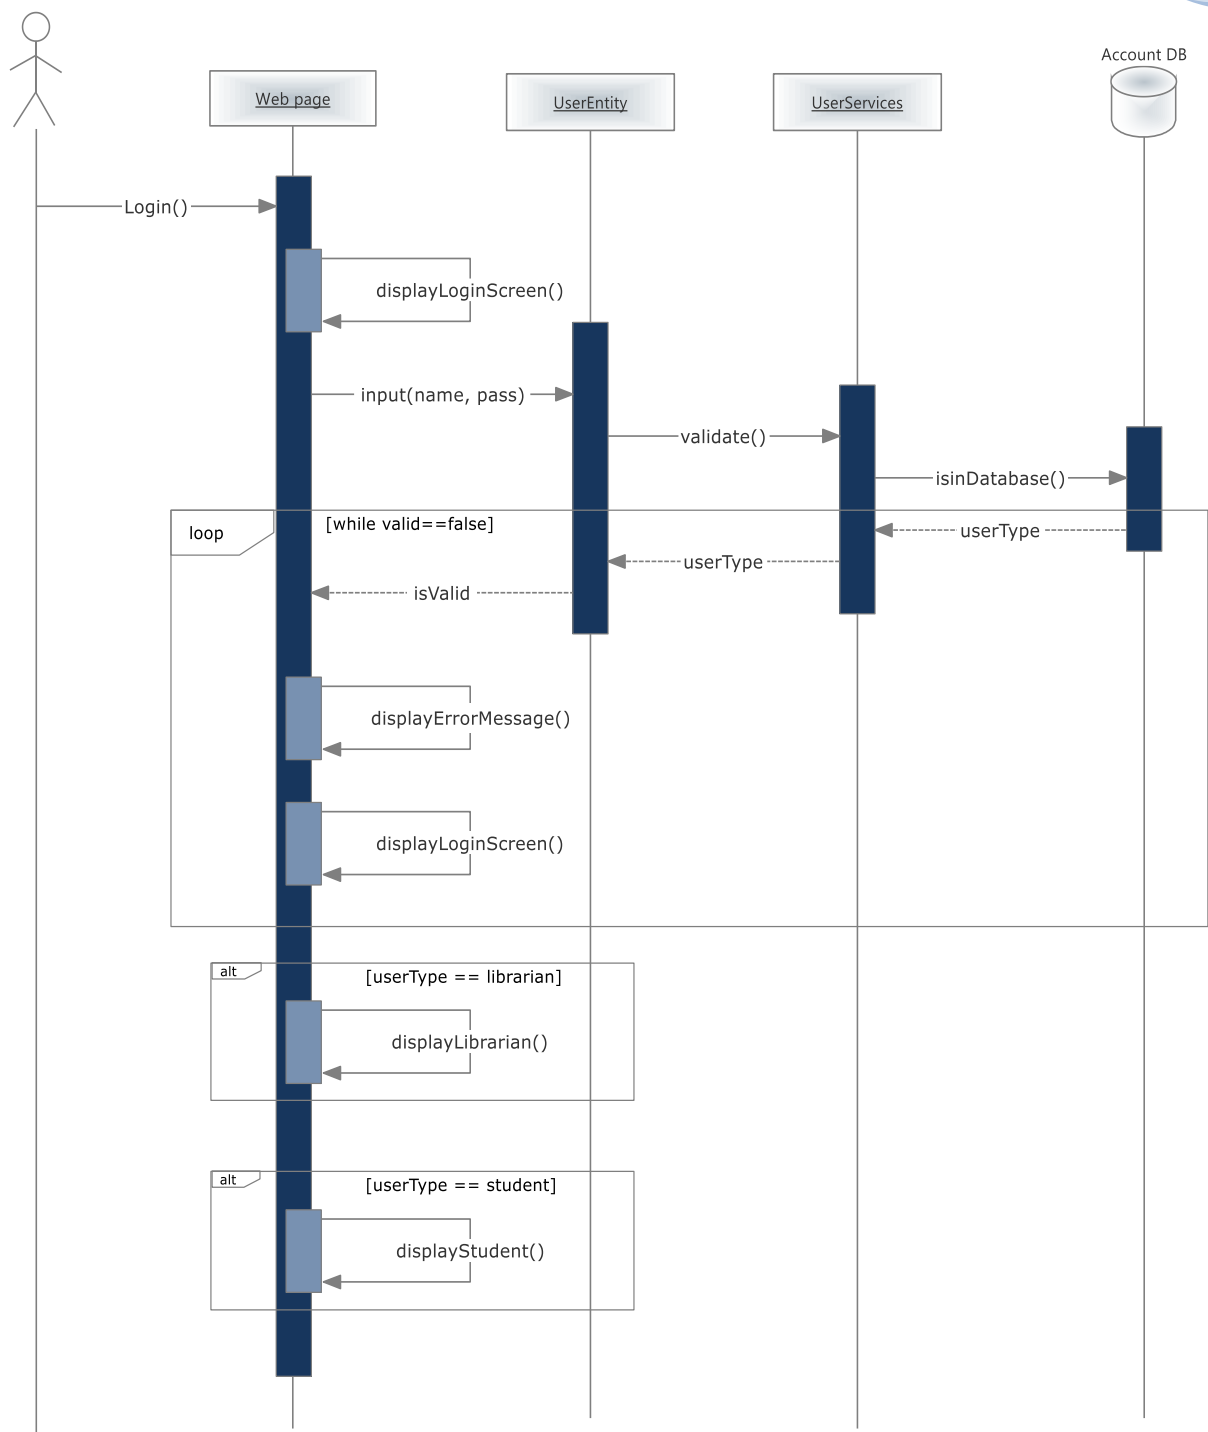 Account DB
Web page
UserEntity
UserServices
Login()
displayLoginScreen()
input(name, pass)
validate()
isinDatabase()
loop
[while valid==false]
userType
userType
isValid
displayErrorMessage()
displayLoginScreen()
alt
[userType == librarian]
displayLibrarian()
alt
[userType == student]
displayStudent()